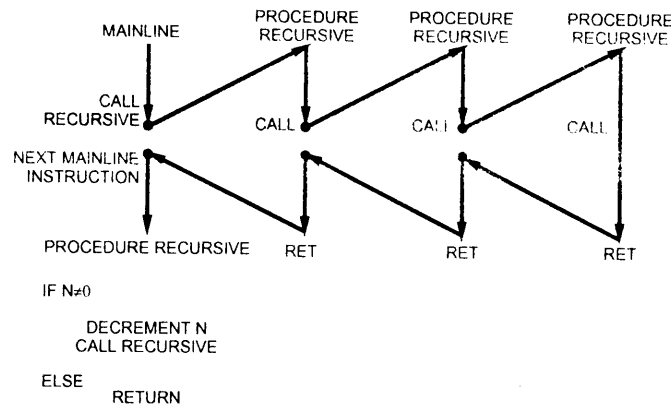 MAINLINE
PROCEDURE
RECURSIVE
PROCEDURE
RECURSIVE
PROCEDURE
RECURSIVE
CALL
RECURSIVE
CALL
CALL
CALL
NEXT MAINLINE
INSTRUCTION
PROCEDURE RECURSIVE
RET
RET
RET
IF N≠0
DECREMENT N
CALL RECURSIVE
ELSE
RETURN